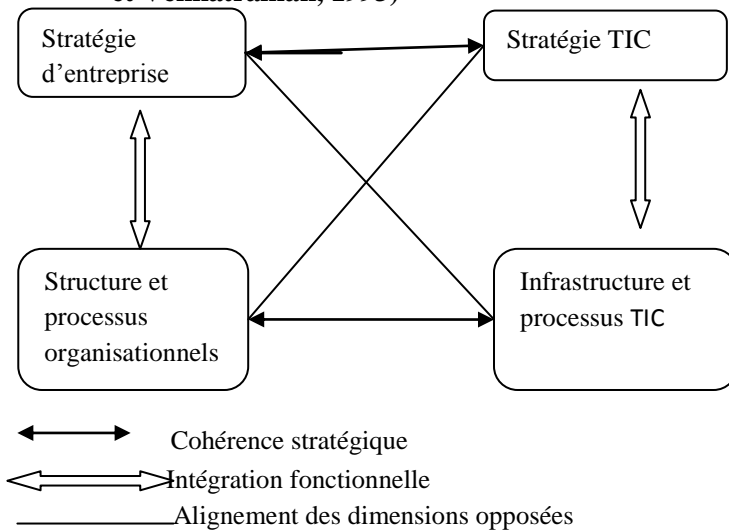 Stratégie
d'entreprise
Stratégie TIC
Structure et
processus
organisationnels
Infrastructure et
processus TIC
Cohérence stratégique
Intégration fonctionnelle
Alignement des dimensions opposées